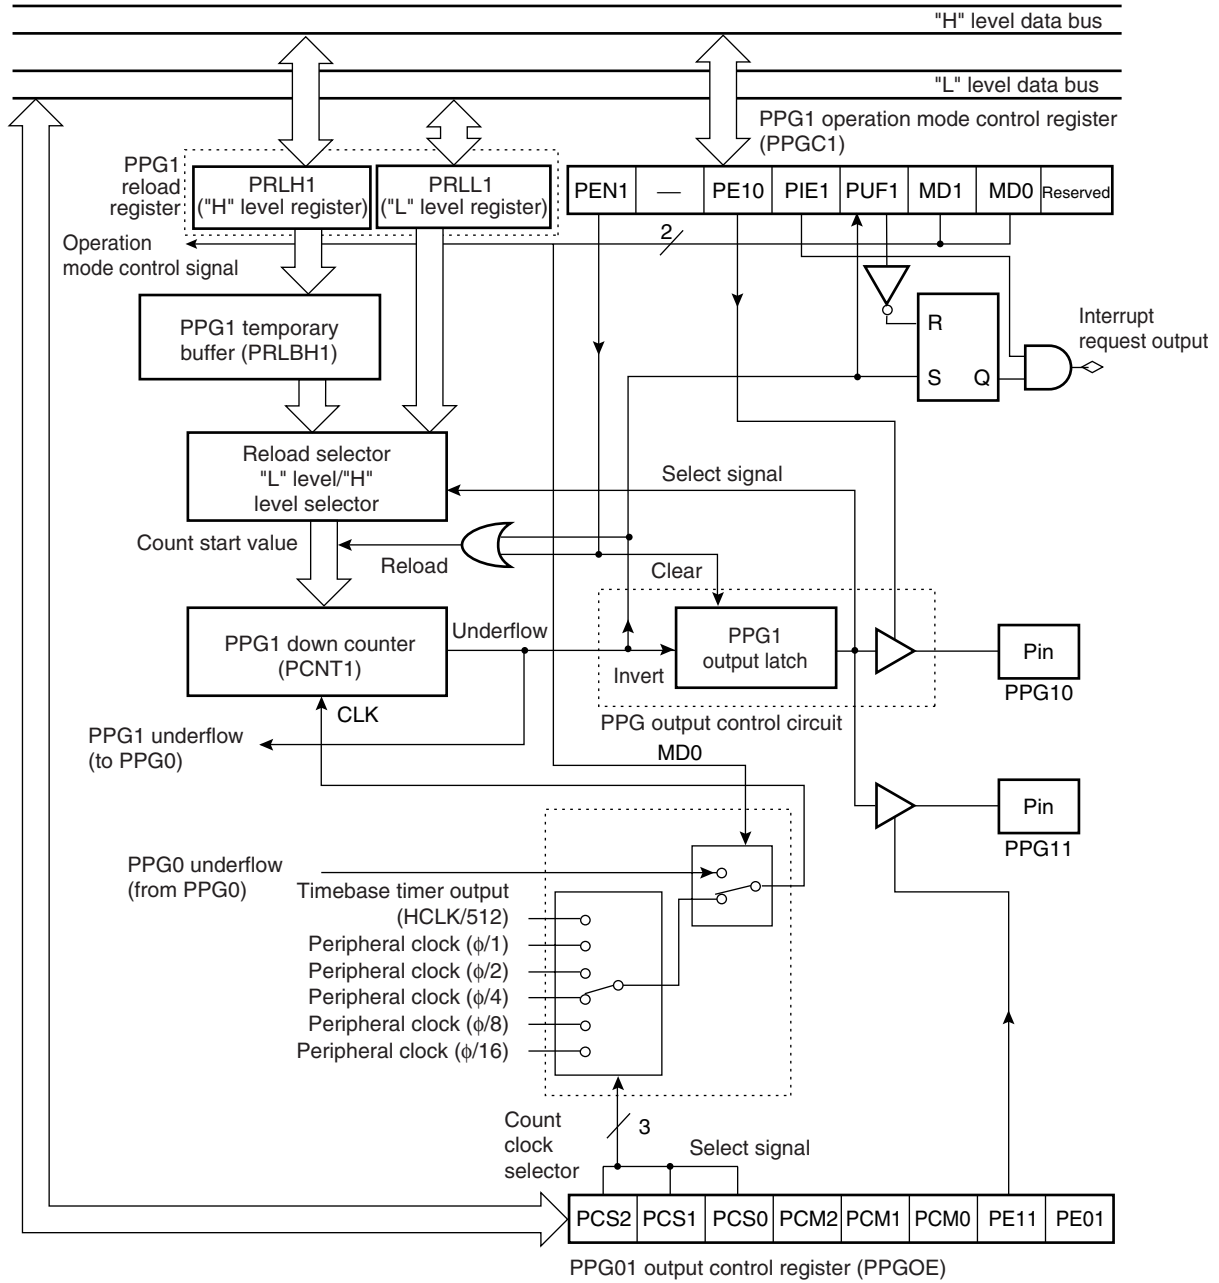 "H" level data bus
"L" level data bus
PPG1 operation mode control register
(PPGC1)
PPG1
reload
register
PRLH1
("H" level register)
PRLL1
("L" level register)
PEN1
—
PE10
PIE1
PUF1
MD1
MD0
Reserved
Operation
mode control signal
2
PPG1 temporary
buffer (PRLBH1)
R
S
Q
Interrupt
request output
Reload selector
"L" level/"H"
level selector
Select signal
Count start value
Reload
Clear
PPG1 down counter
(PCNT1)
Underflow
Invert
PPG1
output latch
Pin
PPG10
CLK
PPG output control circuit
PPG1 underflow
(to PPG0)
MD0
Pin
PPG11
PPG0 underflow
(from PPG0)
Timebase timer output
(HCLK/512)
Peripheral clock (ϕ/1)
Peripheral clock (ϕ/2)
Peripheral clock (ϕ/4)
Peripheral clock (ϕ/8)
Peripheral clock (ϕ/16)
Count
clock
selector
3
Select signal
PCS2
PCS1
PCS0
PCM2
PCM1
PCM0
PE11
PE01
PPG01 output control register (PPGOE)